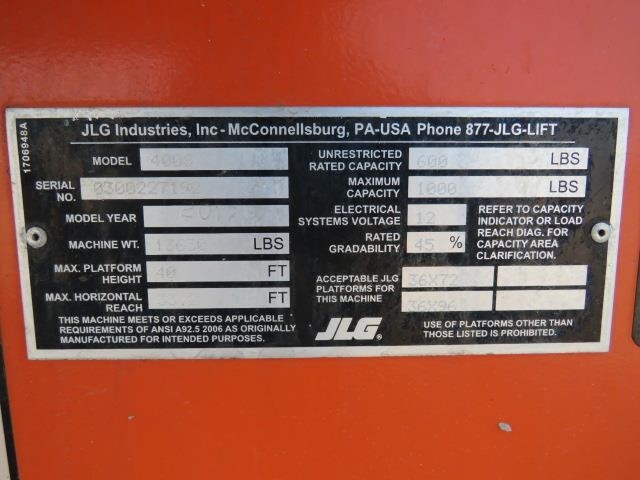 1706948A
JLG Industries, Inc - McConnellsburg, PA-USA Phone 877-JLG-LIFT
MODEL
SERIAL NO.
MODEL YEAR
MACHINE WT. LBS
MAX. PLATFORM HEIGHT 40 FT
MAX. HORIZONTAL REACH FT
THIS MACHINE MEETS OR EXCEEDS APPLICABLE
REQUIREMENTS OF ANSI A92.5 2006 AS ORIGINALLY
MANUFACTURED FOR INTENDED PURPOSES.
UNRESTRICTED RATED CAPACITY 600 LBS
MAXIMUM CAPACITY 1000 LBS
ELECTRICAL SYSTEMS VOLTAGE 12
RATED GRADABILITY 45 %
REFER TO CAPACITY
INDICATOR OR LOAD
REACH DIAG. FOR
CAPACITY AREA
CLARIFICATION.
ACCEPTABLE JLG
PLATFORMS FOR
THIS MACHINE
36X72
36X96
JLG®
USE OF PLATFORMS OTHER THAN
THOSE LISTED IS PROHIBITED.